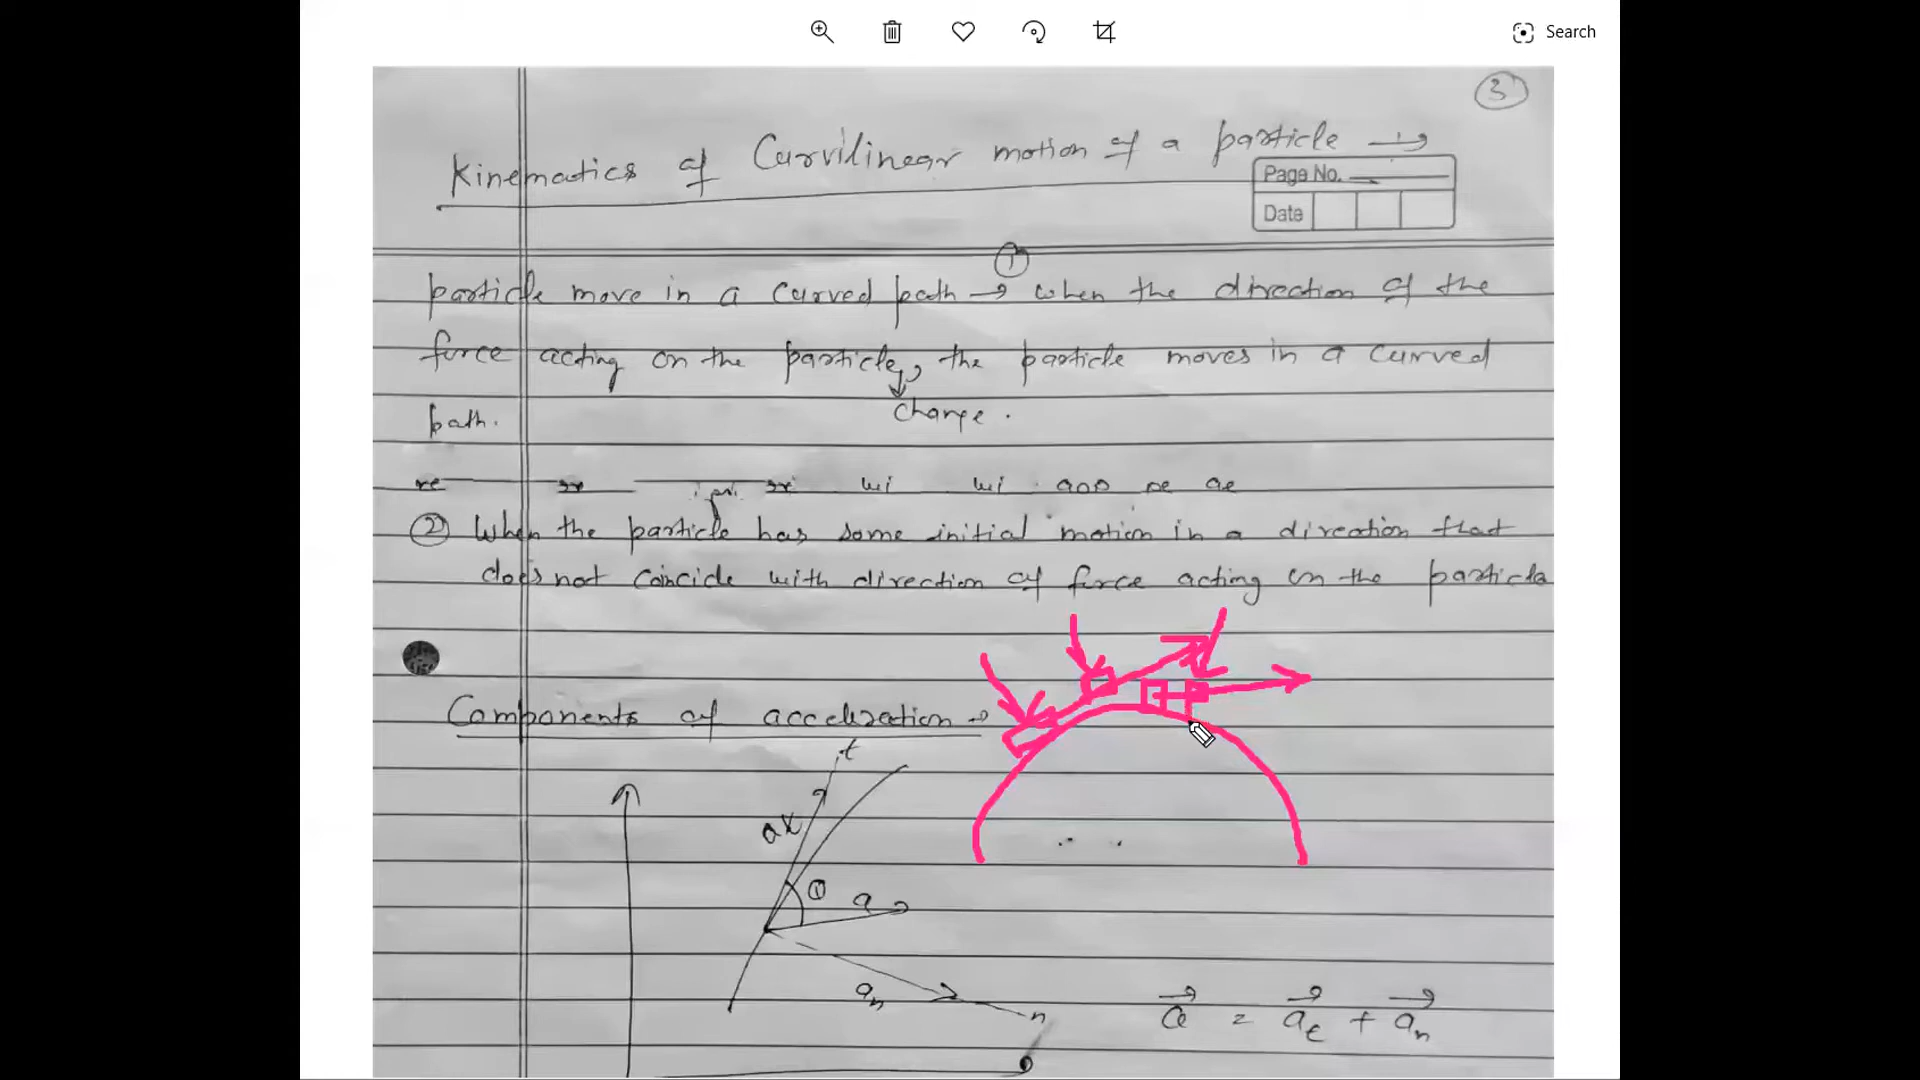 Search
3
Kinematics of Curvilinear motion of a particle →
Page No.
Date
①
particle move in a curved path → when the direction of the
force acting on the particle, the particle moves in a curved
change.
path.
② When the particle has some initial motion in a direction that
does not coincide with direction of force acting on the particle
Components of acceleration →
t
a
a
aₙ
n
a⃗ = a⃗ₜ + a⃗ₙ